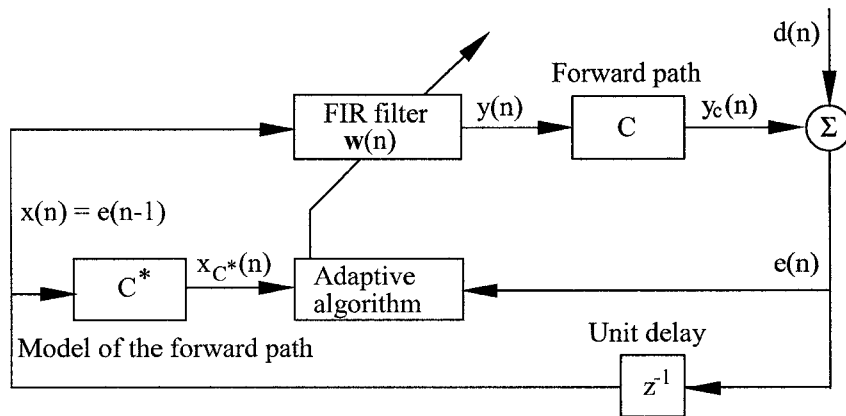 d(n)
Forward path
FIR filter
w(n)
y(n)
C
y_c(n)
Σ
x(n) = e(n-1)
C*
x_C*(n)
Adaptive
algorithm
e(n)
Model of the forward path
Unit delay
z⁻¹